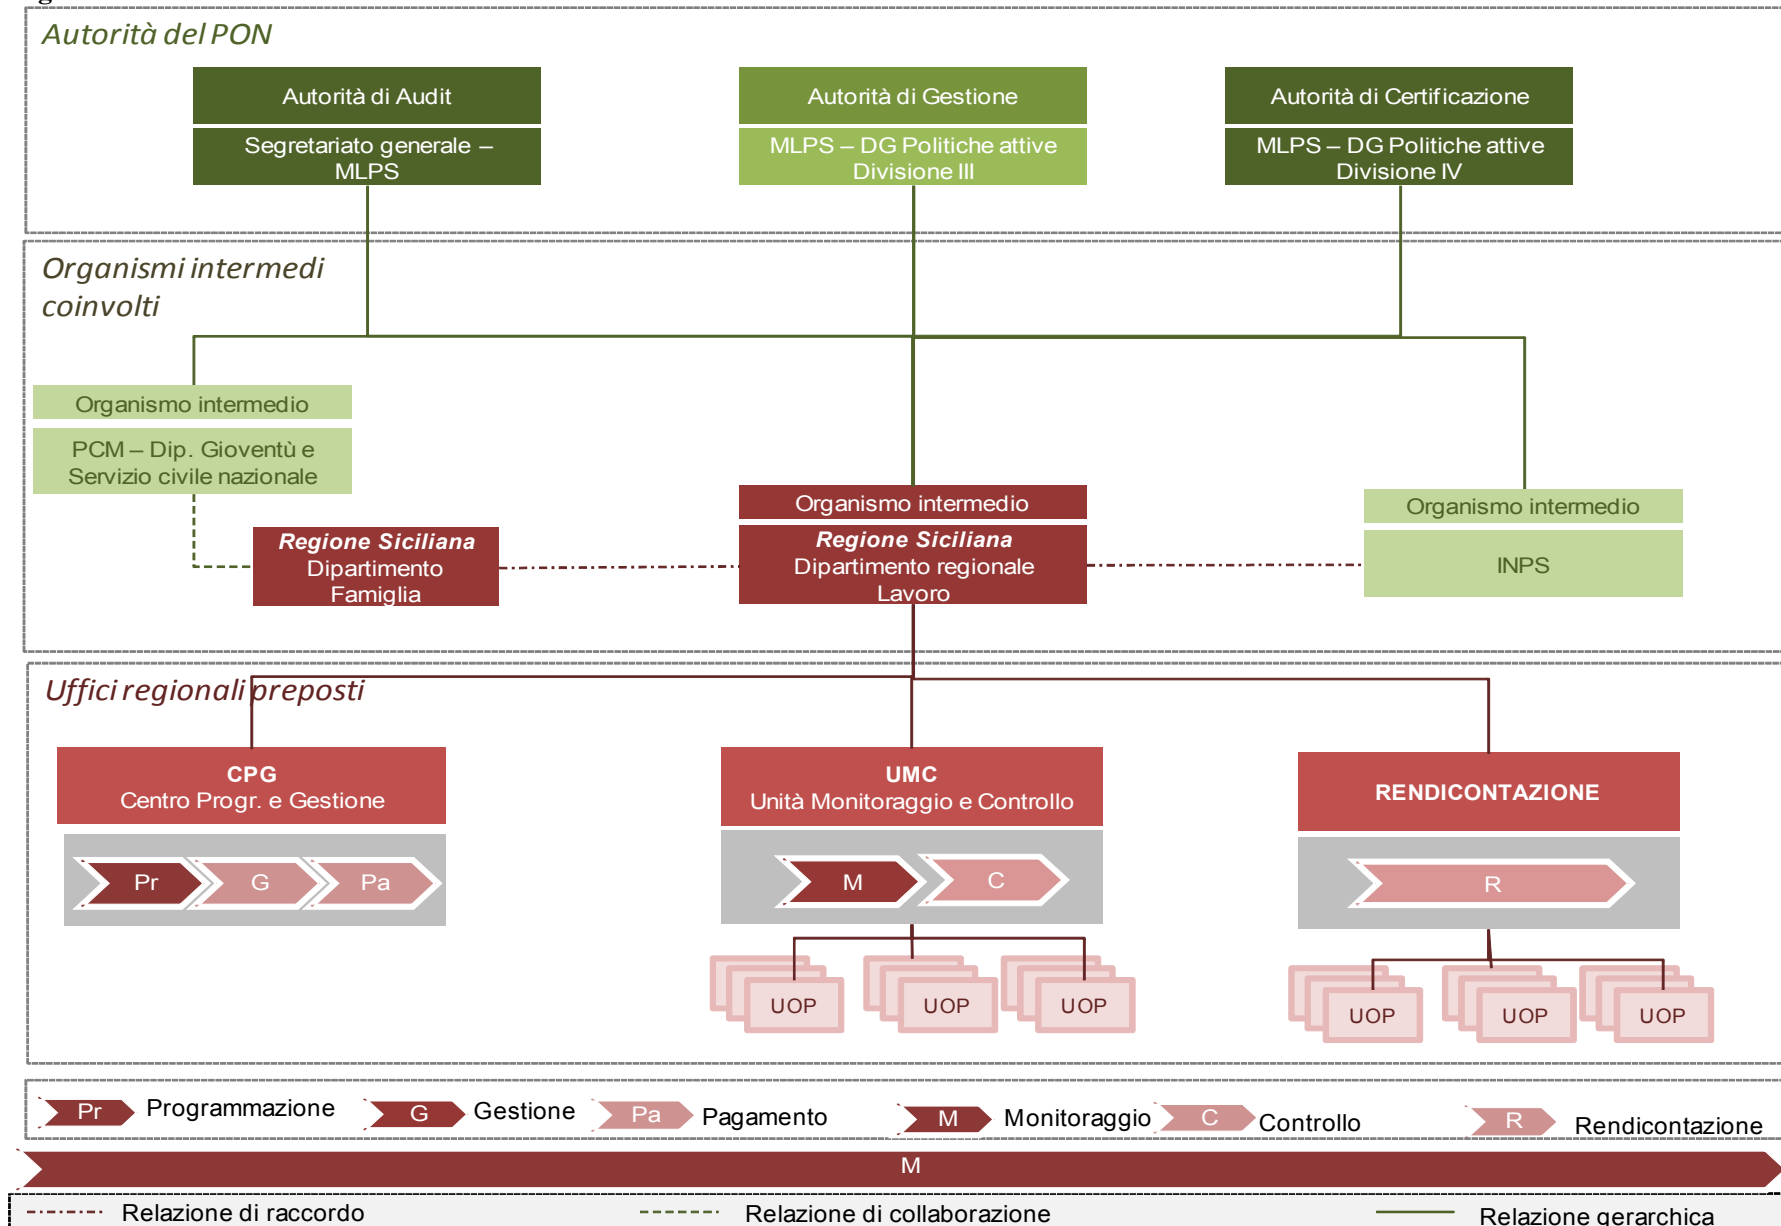 Autorità del PON
Autorità di Audit
Segretariato generale –
MLPS
Autorità di Gestione
MLPS – DG Politiche attive
Divisione III
Autorità di Certificazione
MLPS – DG Politiche attive
Divisione IV
Organismi intermedi
coinvolti
Organismo intermedio
PCM – Dip. Gioventù e
Servizio civile nazionale
Regione Siciliana
Dipartimento
Famiglia
Organismo intermedio
Regione Siciliana
Dipartimento regionale
Lavoro
Organismo intermedio
INPS
Uffici regionali preposti
CPG
Centro Progr. e Gestione
Pr
G
Pa
UMC
Unità Monitoraggio e Controllo
M
C
UOP
UOP
UOP
RENDICONTAZIONE
R
UOP
UOP
UOP
Pr Programmazione
G Gestione
Pa Pagamento
M Monitoraggio
C Controllo
R Rendicontazione
M
Relazione di raccordo
Relazione di collaborazione
Relazione gerarchica